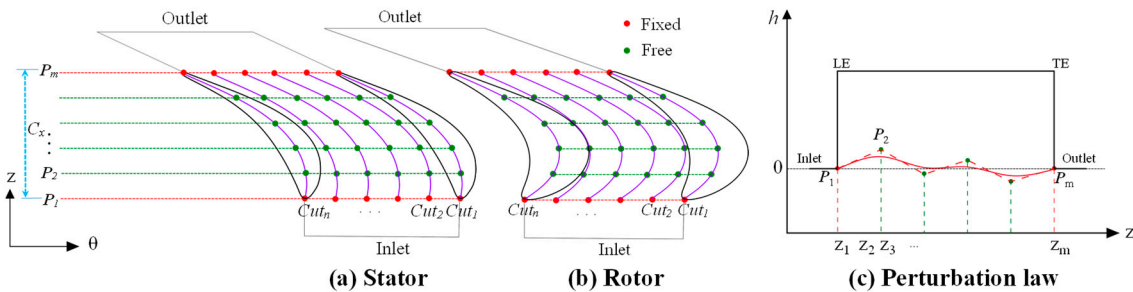 Outlet
Outlet
Fixed
Free
P_m
C_x
⋮
P_2
P_1
Z
θ
Cut_n
. . .
Cut_2
Cut_1
Inlet
(a) Stator
Cut_n
. . .
Cut_2
Cut_1
Inlet
(b) Rotor
h
LE
TE
P_2
Inlet
0
Outlet
P_1
P_m
Z
Z_1
Z_2
Z_3
...
Z_m
(c) Perturbation law